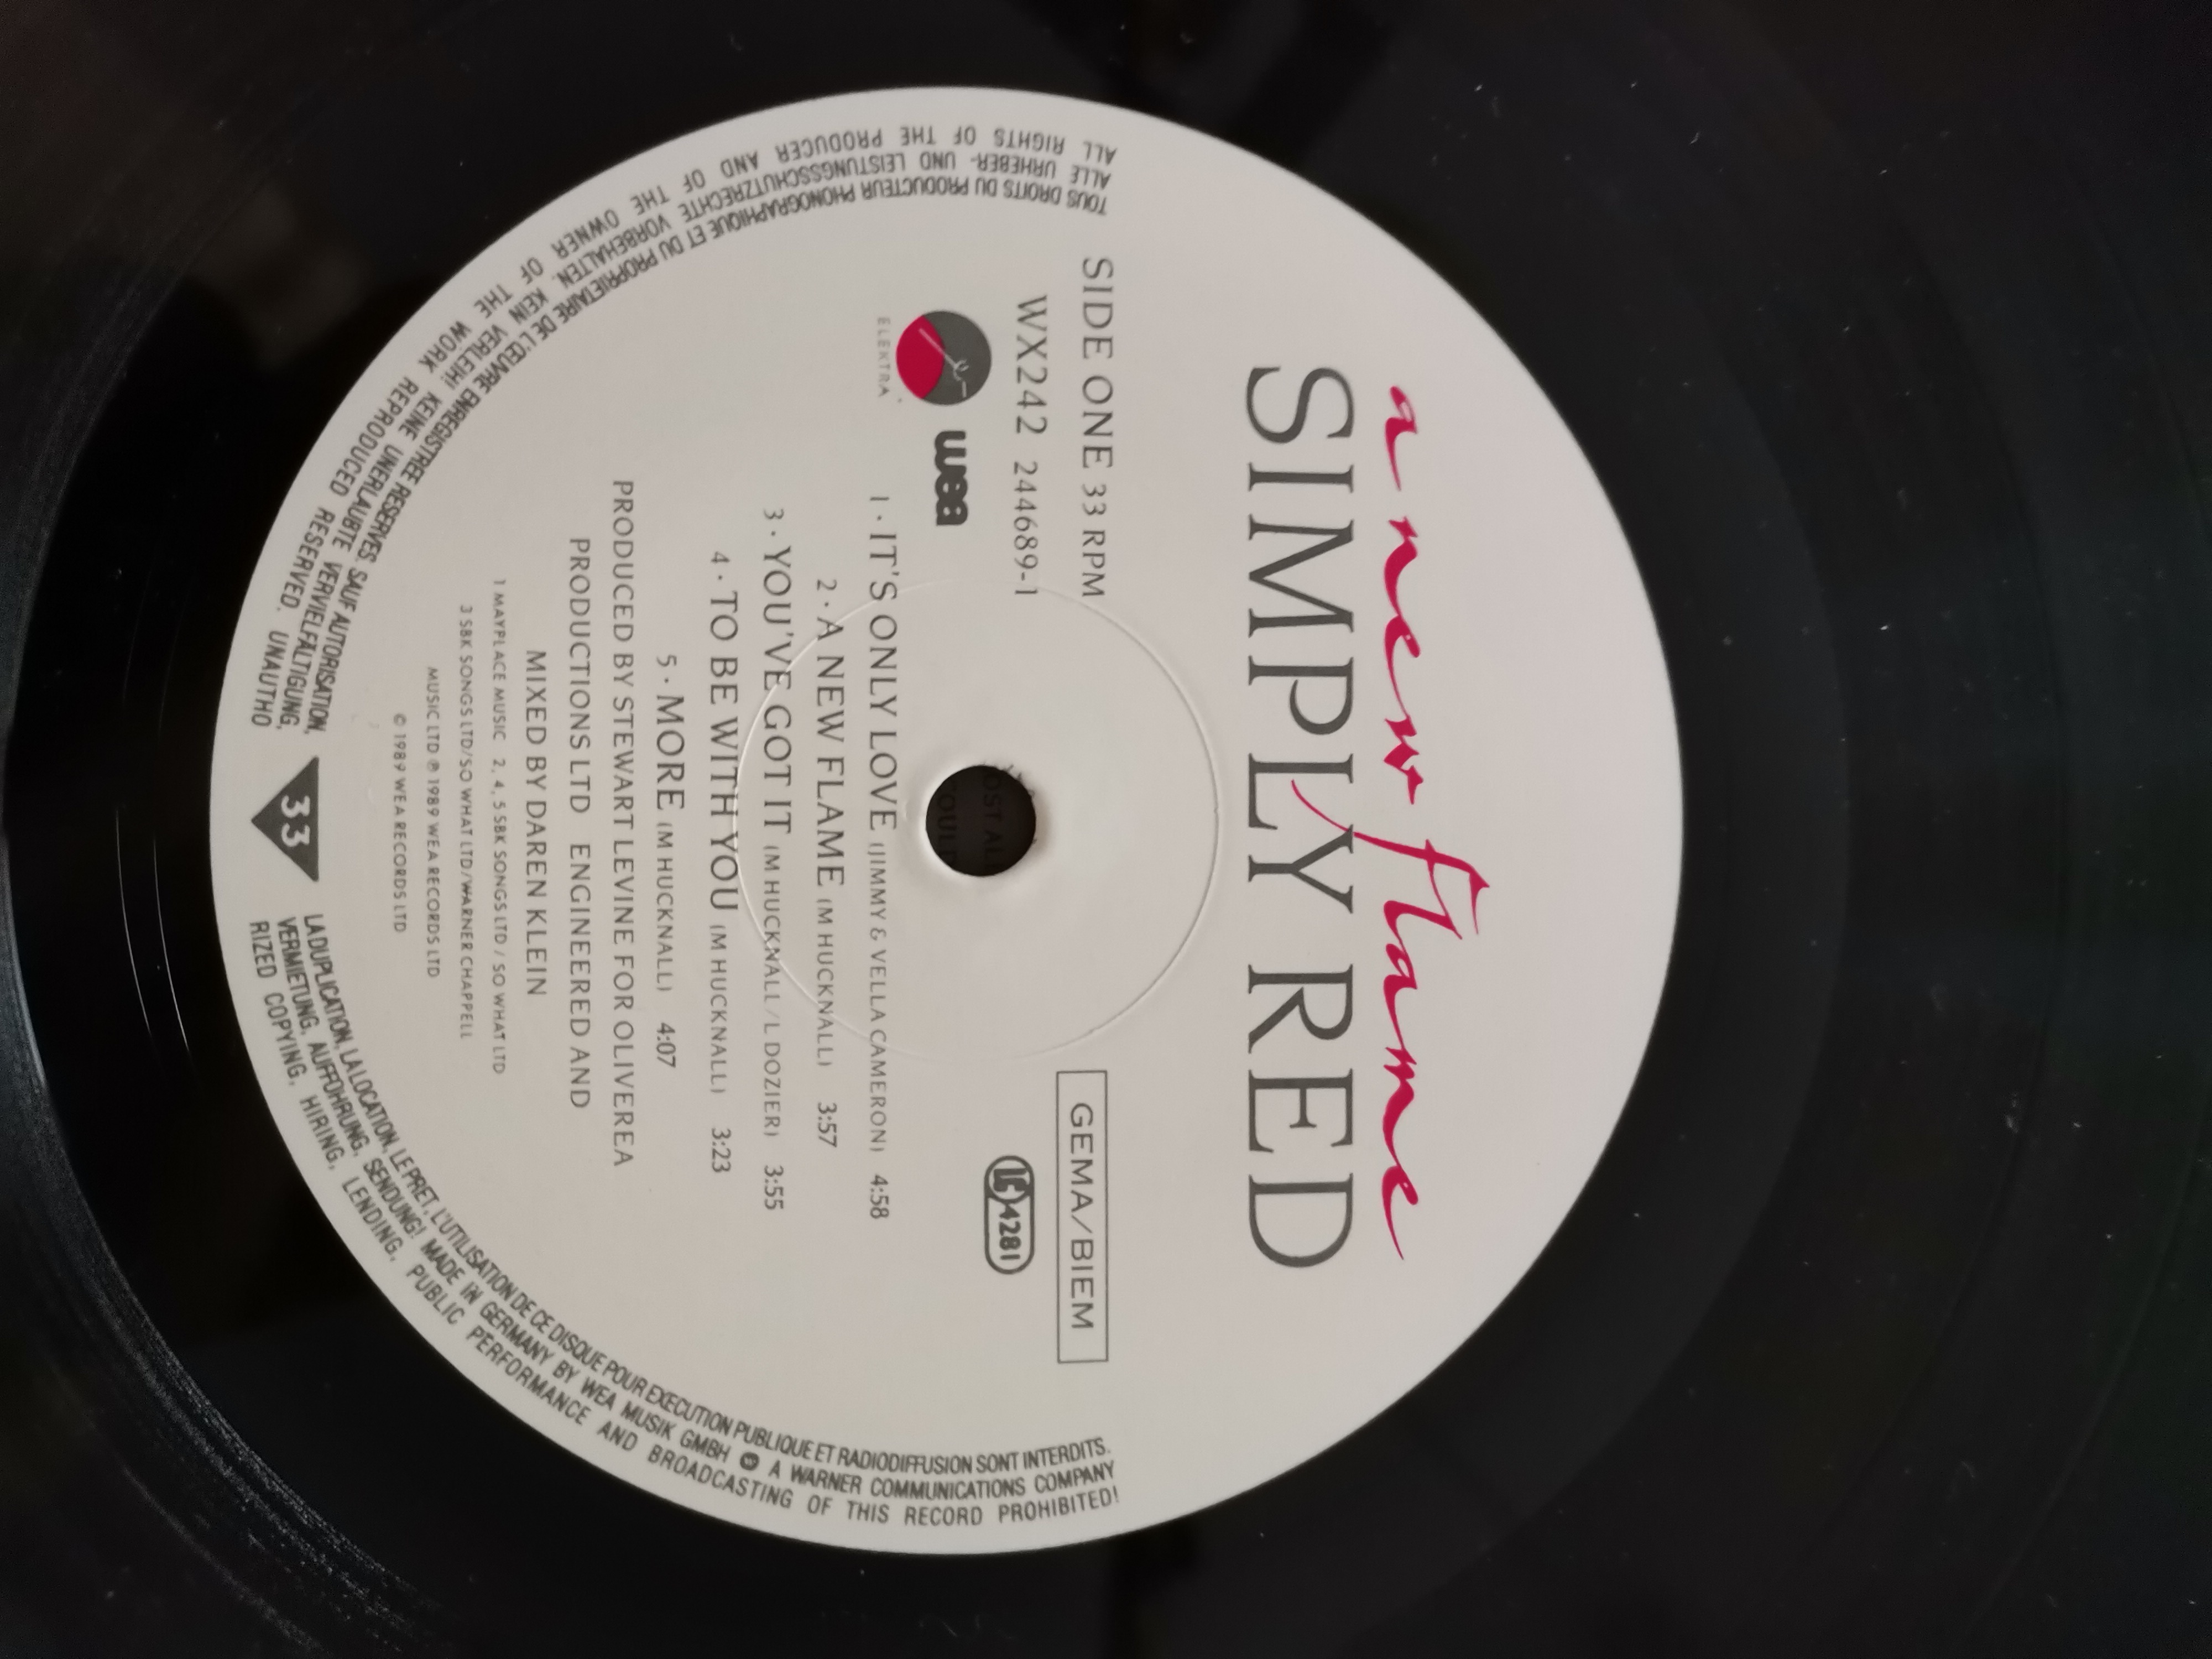 a new flame
SIMPLY RED
SIDE ONE 33 RPM
GEMA/BIEM
WX242 244689-1
LC 4281
ELEKTRA
wea
1 · IT'S ONLY LOVE (JIMMY & VELLA CAMERON) 4:58
2 · A NEW FLAME (M HUCKNALL) 3:57
3 · YOU'VE GOT IT (M HUCKNALL / L DOZIER) 3:55
4 · TO BE WITH YOU (M HUCKNALL) 3:23
5 · MORE (M HUCKNALL) 4:07
PRODUCED BY STEWART LEVINE FOR OLIVEREA
PRODUCTIONS LTD ENGINEERED AND
MIXED BY DAREN KLEIN
1 MAYPLACE MUSIC 2, 4, 5 SBK SONGS LTD / SO WHAT LTD
3 SBK SONGS LTD/SO WHAT LTD/WARNER CHAPPELL
MUSIC LTD ℗ 1989 WEA RECORDS LTD
© 1989 WEA RECORDS LTD
33
ALL RIGHTS OF THE PRODUCER AND OF THE OWNER OF THE WORK REPRODUCED RESERVED. UNAUTHORIZED COPYING, HIRING, LENDING, PUBLIC PERFORMANCE AND BROADCASTING OF THIS RECORD PROHIBITED!
ALLE URHEBER- UND LEISTUNGSSCHUTZRECHTE VORBEHALTEN. KEIN VERLEIH! KEINE UNERLAUBTE VERVIELFÄLTIGUNG, VERMIETUNG, AUFFÜHRUNG, SENDUNG! MADE IN GERMANY BY WEA MUSIK GMBH A WARNER COMMUNICATIONS COMPANY
TOUS DROITS DU PRODUCTEUR PHONOGRAPHIQUE ET DU PROPRIETAIRE DE L'ŒUVRE ENREGISTREE RESERVES. SAUF AUTORISATION, LA DUPLICATION, LA LOCATION, LE PRET, L'UTILISATION DE CE DISQUE POUR EXECUTION PUBLIQUE ET RADIODIFFUSION SONT INTERDITS.